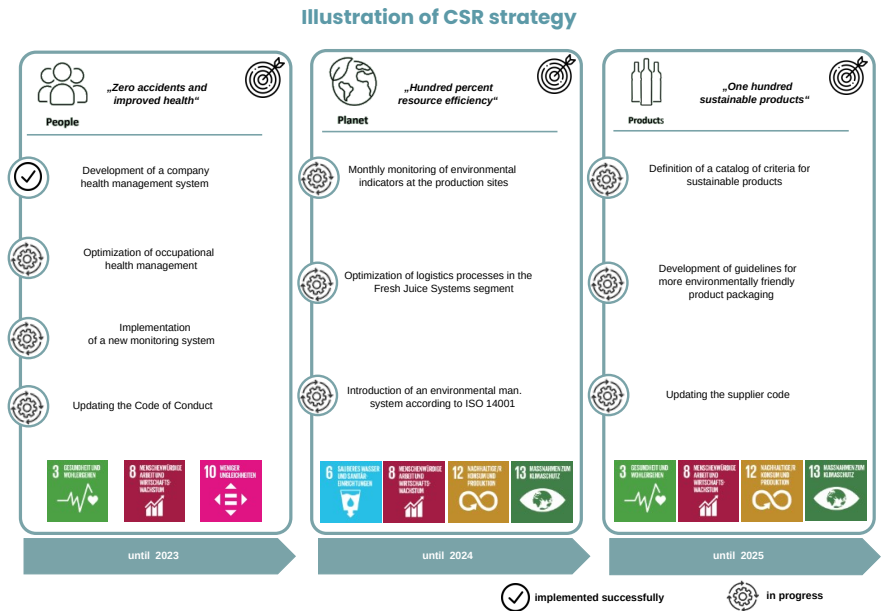 Illustration of CSR strategy
People
„Zero accidents and
improved health“
Development of a company
health management system
Optimization of occupational
health management
Implementation
of a new monitoring system
Updating the Code of Conduct
3 GESUNDHEIT UND
WOHLERGEHEN
8 MENSCHENWÜRDIGE
ARBEIT UND
WIRTSCHAFTS-
WACHSTUM
10 WENIGER
UNGLEICHHEITEN
until 2023
Planet
„Hundred percent
resource efficiency“
Monthly monitoring of environmental
indicators at the production sites
Optimization of logistics processes in the
Fresh Juice Systems segment
Introduction of an environmental man.
system according to ISO 14001
6 SAUBERES WASSER
UND SANITÄR-
EINRICHTUNGEN
8 MENSCHENWÜRDIGE
ARBEIT UND
WIRTSCHAFTS-
WACHSTUM
12 NACHHALTIGE/R
KONSUM UND
PRODUKTION
13 MASSNAHMEN ZUM
KLIMASCHUTZ
until 2024
Products
„One hundred
sustainable products“
Definition of a catalog of criteria for
sustainable products
Development of guidelines for
more environmentally friendly
product packaging
Updating the supplier code
3 GESUNDHEIT UND
WOHLERGEHEN
8 MENSCHENWÜRDIGE
ARBEIT UND
WIRTSCHAFTS-
WACHSTUM
12 NACHHALTIGE/R
KONSUM UND
PRODUKTION
13 MASSNAHMEN ZUM
KLIMASCHUTZ
until 2025
implemented successfully
in progress